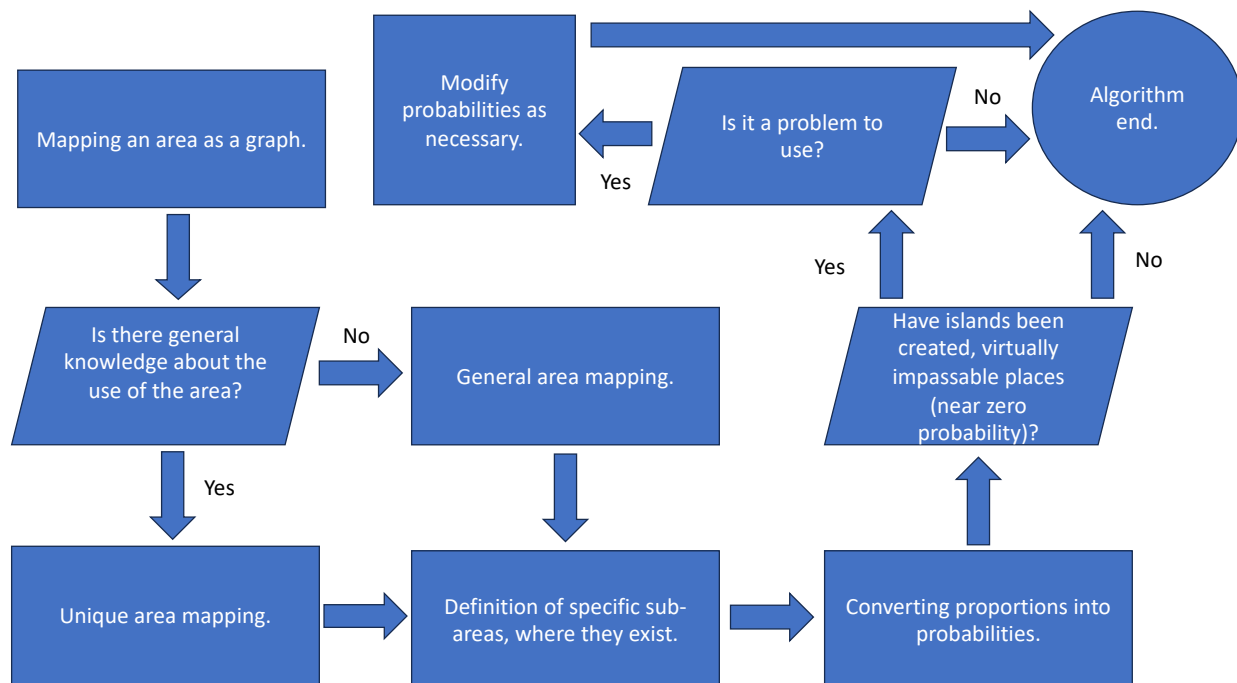 Mapping an area as a graph.
Modify
probabilities as
necessary.
Yes
Is it a problem to
use?
No
Algorithm
end.
Is there general
knowledge about the
use of the area?
No
General area mapping.
Yes
No
Have islands been
created, virtually
impassable places
(near zero
probability)?
Yes
Unique area mapping.
Definition of specific sub-
areas, where they exist.
Converting proportions into
probabilities.